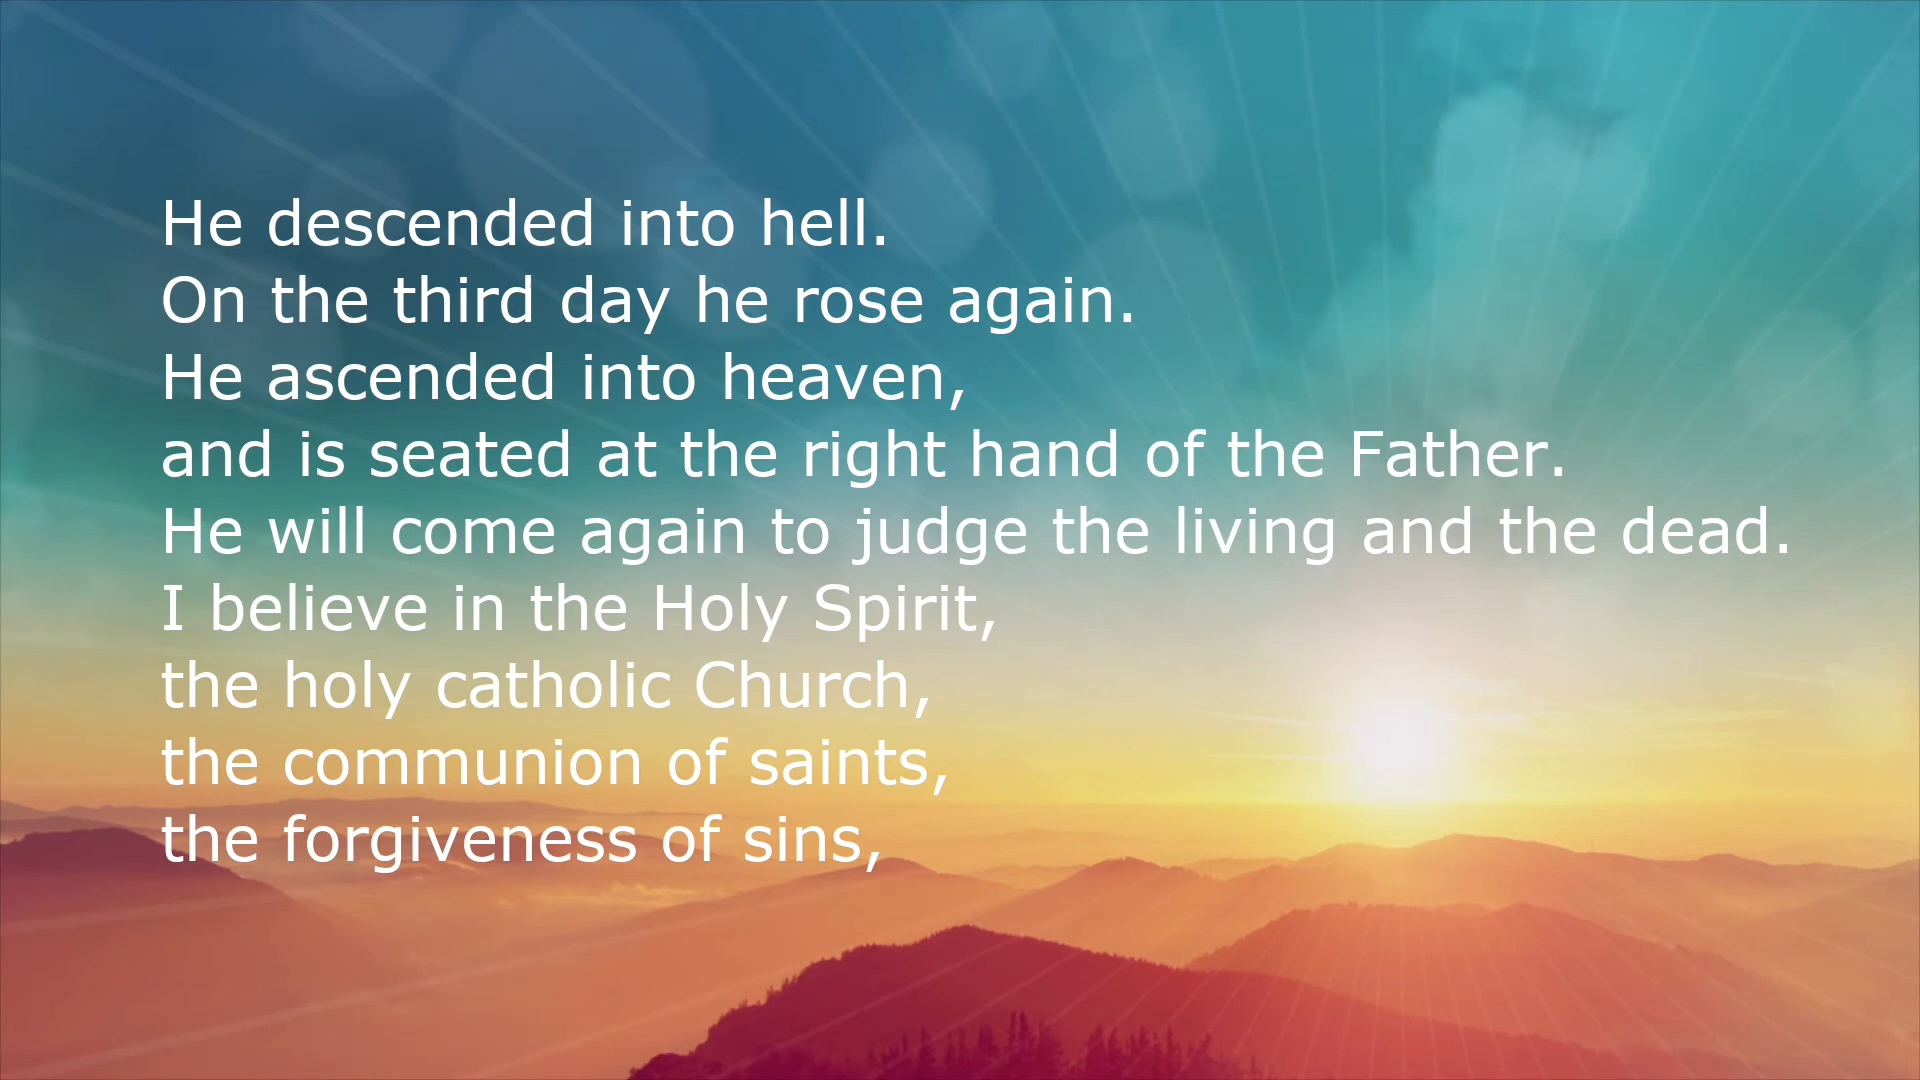 He descended into hell.
On the third day he rose again.
He ascended into heaven,
and is seated at the right hand of the Father.
He will come again to judge the living and the dead.
I believe in the Holy Spirit,
the holy catholic Church,
the communion of saints,
the forgiveness of sins,